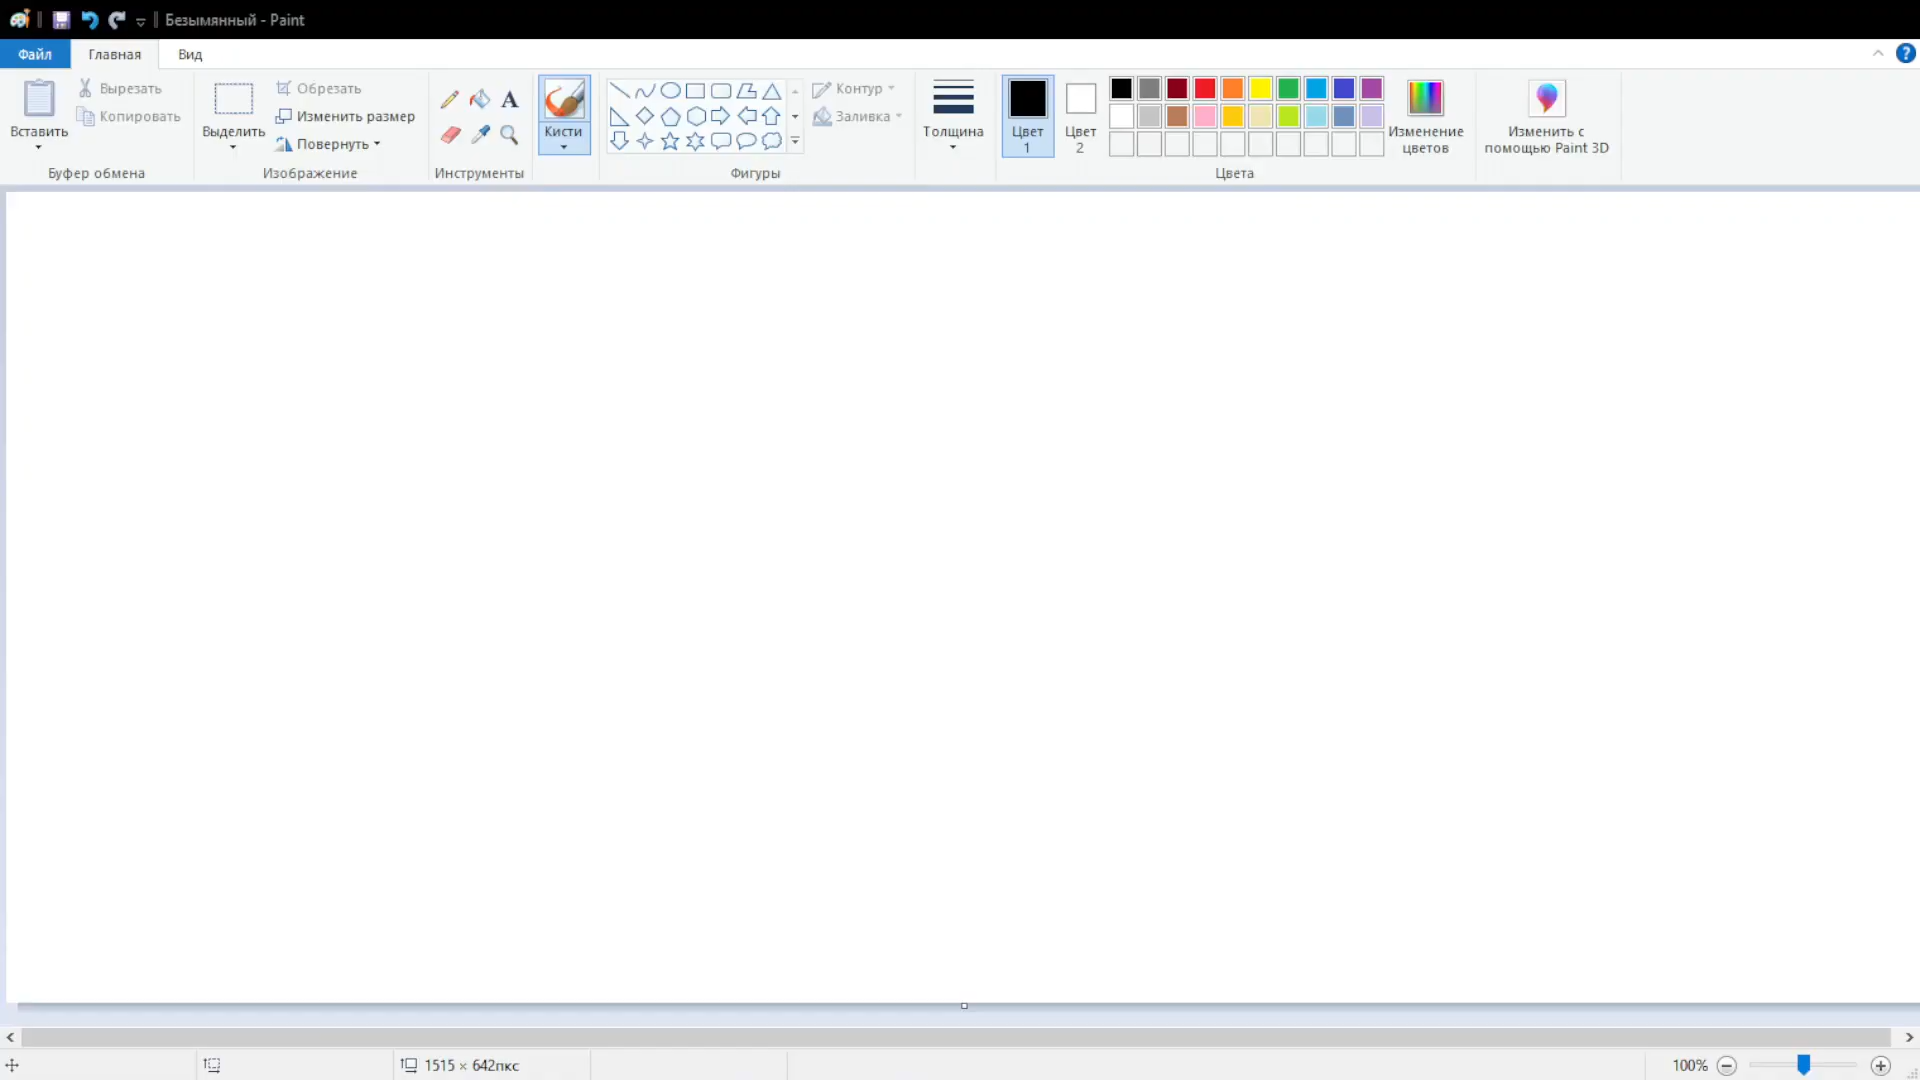 Безымянный - Paint
Файл
Главная
Вид
Вставить
Вырезать
Копировать
Буфер обмена
Выделить
Обрезать
Изменить размер
Повернуть
Изображение
A
Инструменты
Кисти
Фигуры
Контур
Заливка
Толщина
Цвет
1
Цвет
2
Цвета
Изменение
цветов
Изменить с
помощью Paint 3D
?
1515 × 642пкс
100%